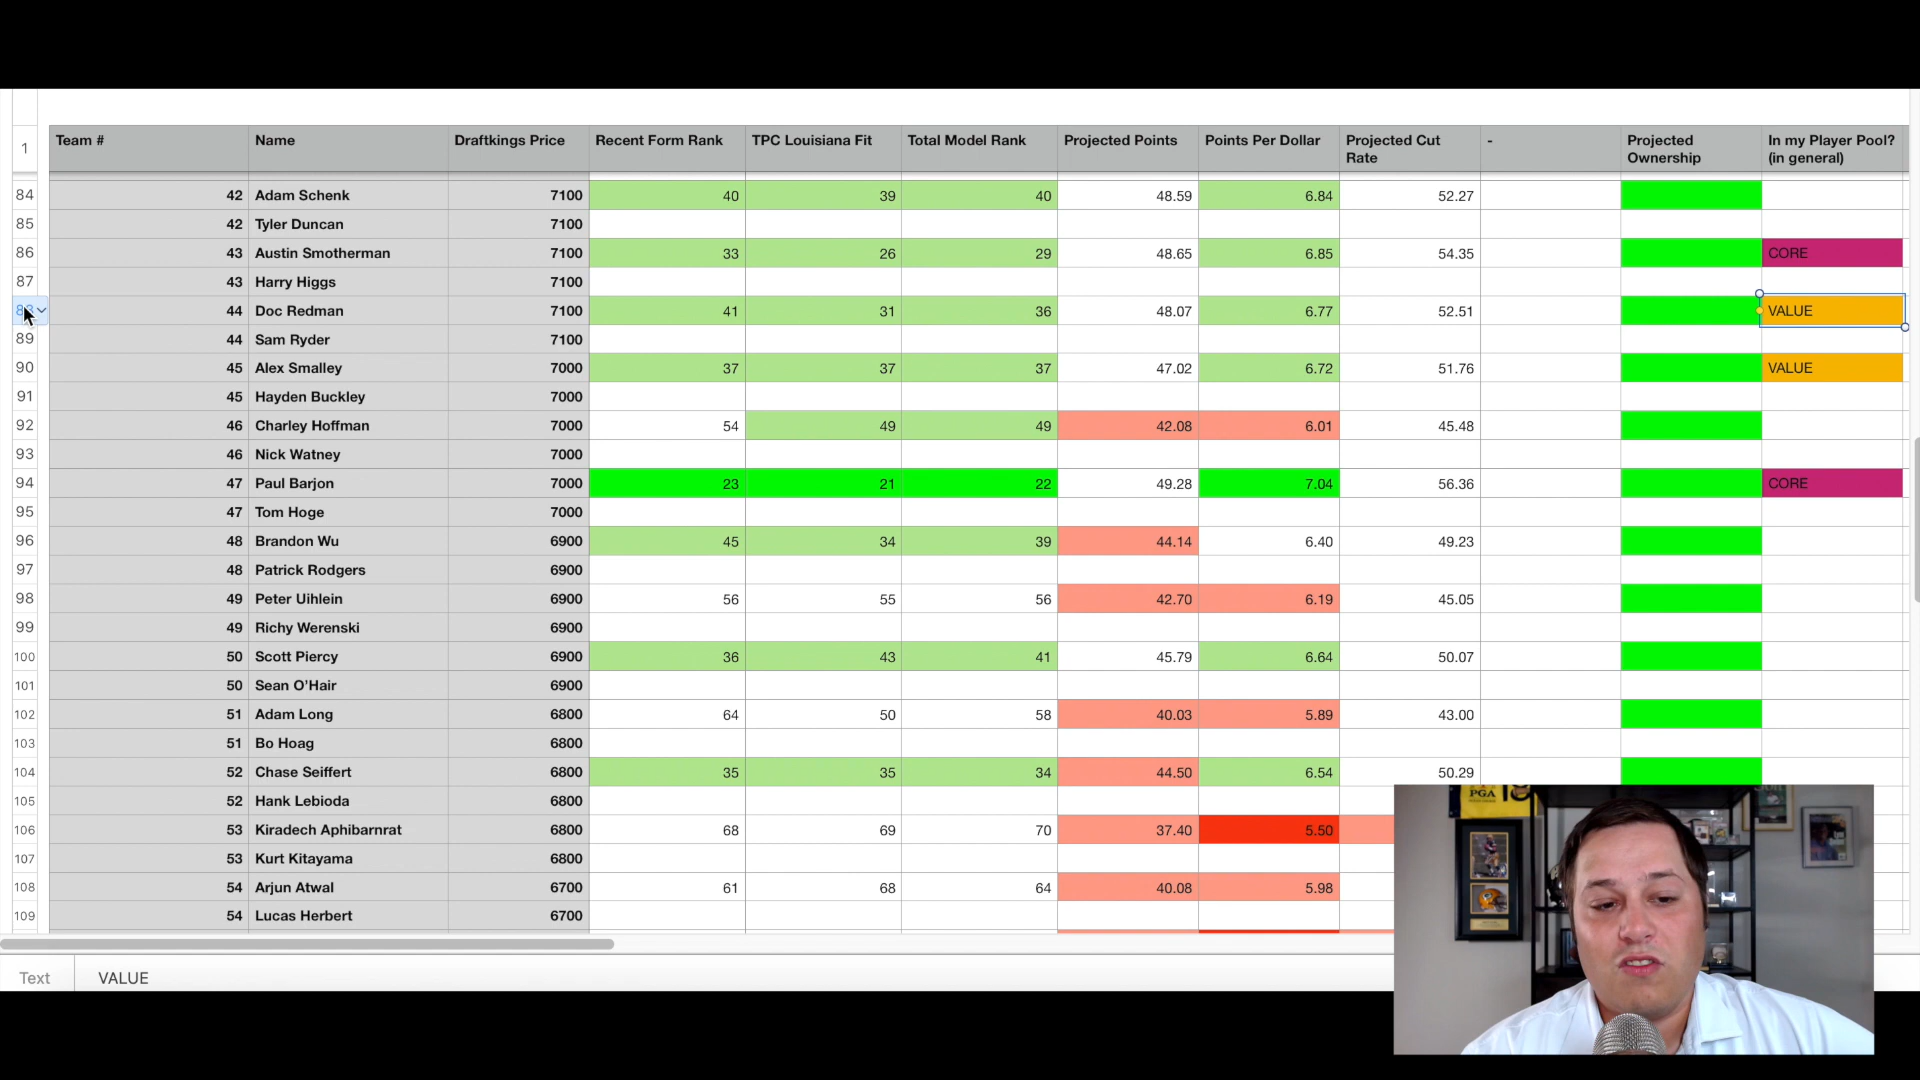 Team # Name Draftkings Price Recent Form Rank TPC Louisiana Fit Total Model Rank Projected Points Points Per Dollar Projected Cut Rate - Projected Ownership In my Player Pool? (in general)
1
84 42 Adam Schenk 7100 40 39 40 48.59 6.84 52.27
85 42 Tyler Duncan 7100
86 43 Austin Smotherman 7100 33 26 29 48.65 6.85 54.35 CORE
87 43 Harry Higgs 7100
44 Doc Redman 7100 41 31 36 48.07 6.77 52.51 VALUE
89 44 Sam Ryder 7100
90 45 Alex Smalley 7000 37 37 37 47.02 6.72 51.76 VALUE
91 45 Hayden Buckley 7000
92 46 Charley Hoffman 7000 54 49 49 42.08 6.01 45.48
93 46 Nick Watney 7000
94 47 Paul Barjon 7000 23 21 22 49.28 7.04 56.36 CORE
95 47 Tom Hoge 7000
96 48 Brandon Wu 6900 45 34 39 44.14 6.40 49.23
97 48 Patrick Rodgers 6900
98 49 Peter Uihlein 6900 56 55 56 42.70 6.19 45.05
99 49 Richy Werenski 6900
100 50 Scott Piercy 6900 36 43 41 45.79 6.64 50.07
101 50 Sean O'Hair 6900
102 51 Adam Long 6800 64 50 58 40.03 5.89 43.00
103 51 Bo Hoag 6800
104 52 Chase Seiffert 6800 35 35 34 44.50 6.54 50.29
105 52 Hank Lebioda 6800
106 53 Kiradech Aphibarnrat 6800 68 69 70 37.40 5.50
107 53 Kurt Kitayama 6800
108 54 Arjun Atwal 6700 61 68 64 40.08 5.98
109 54 Lucas Herbert 6700
Text VALUE
PGA